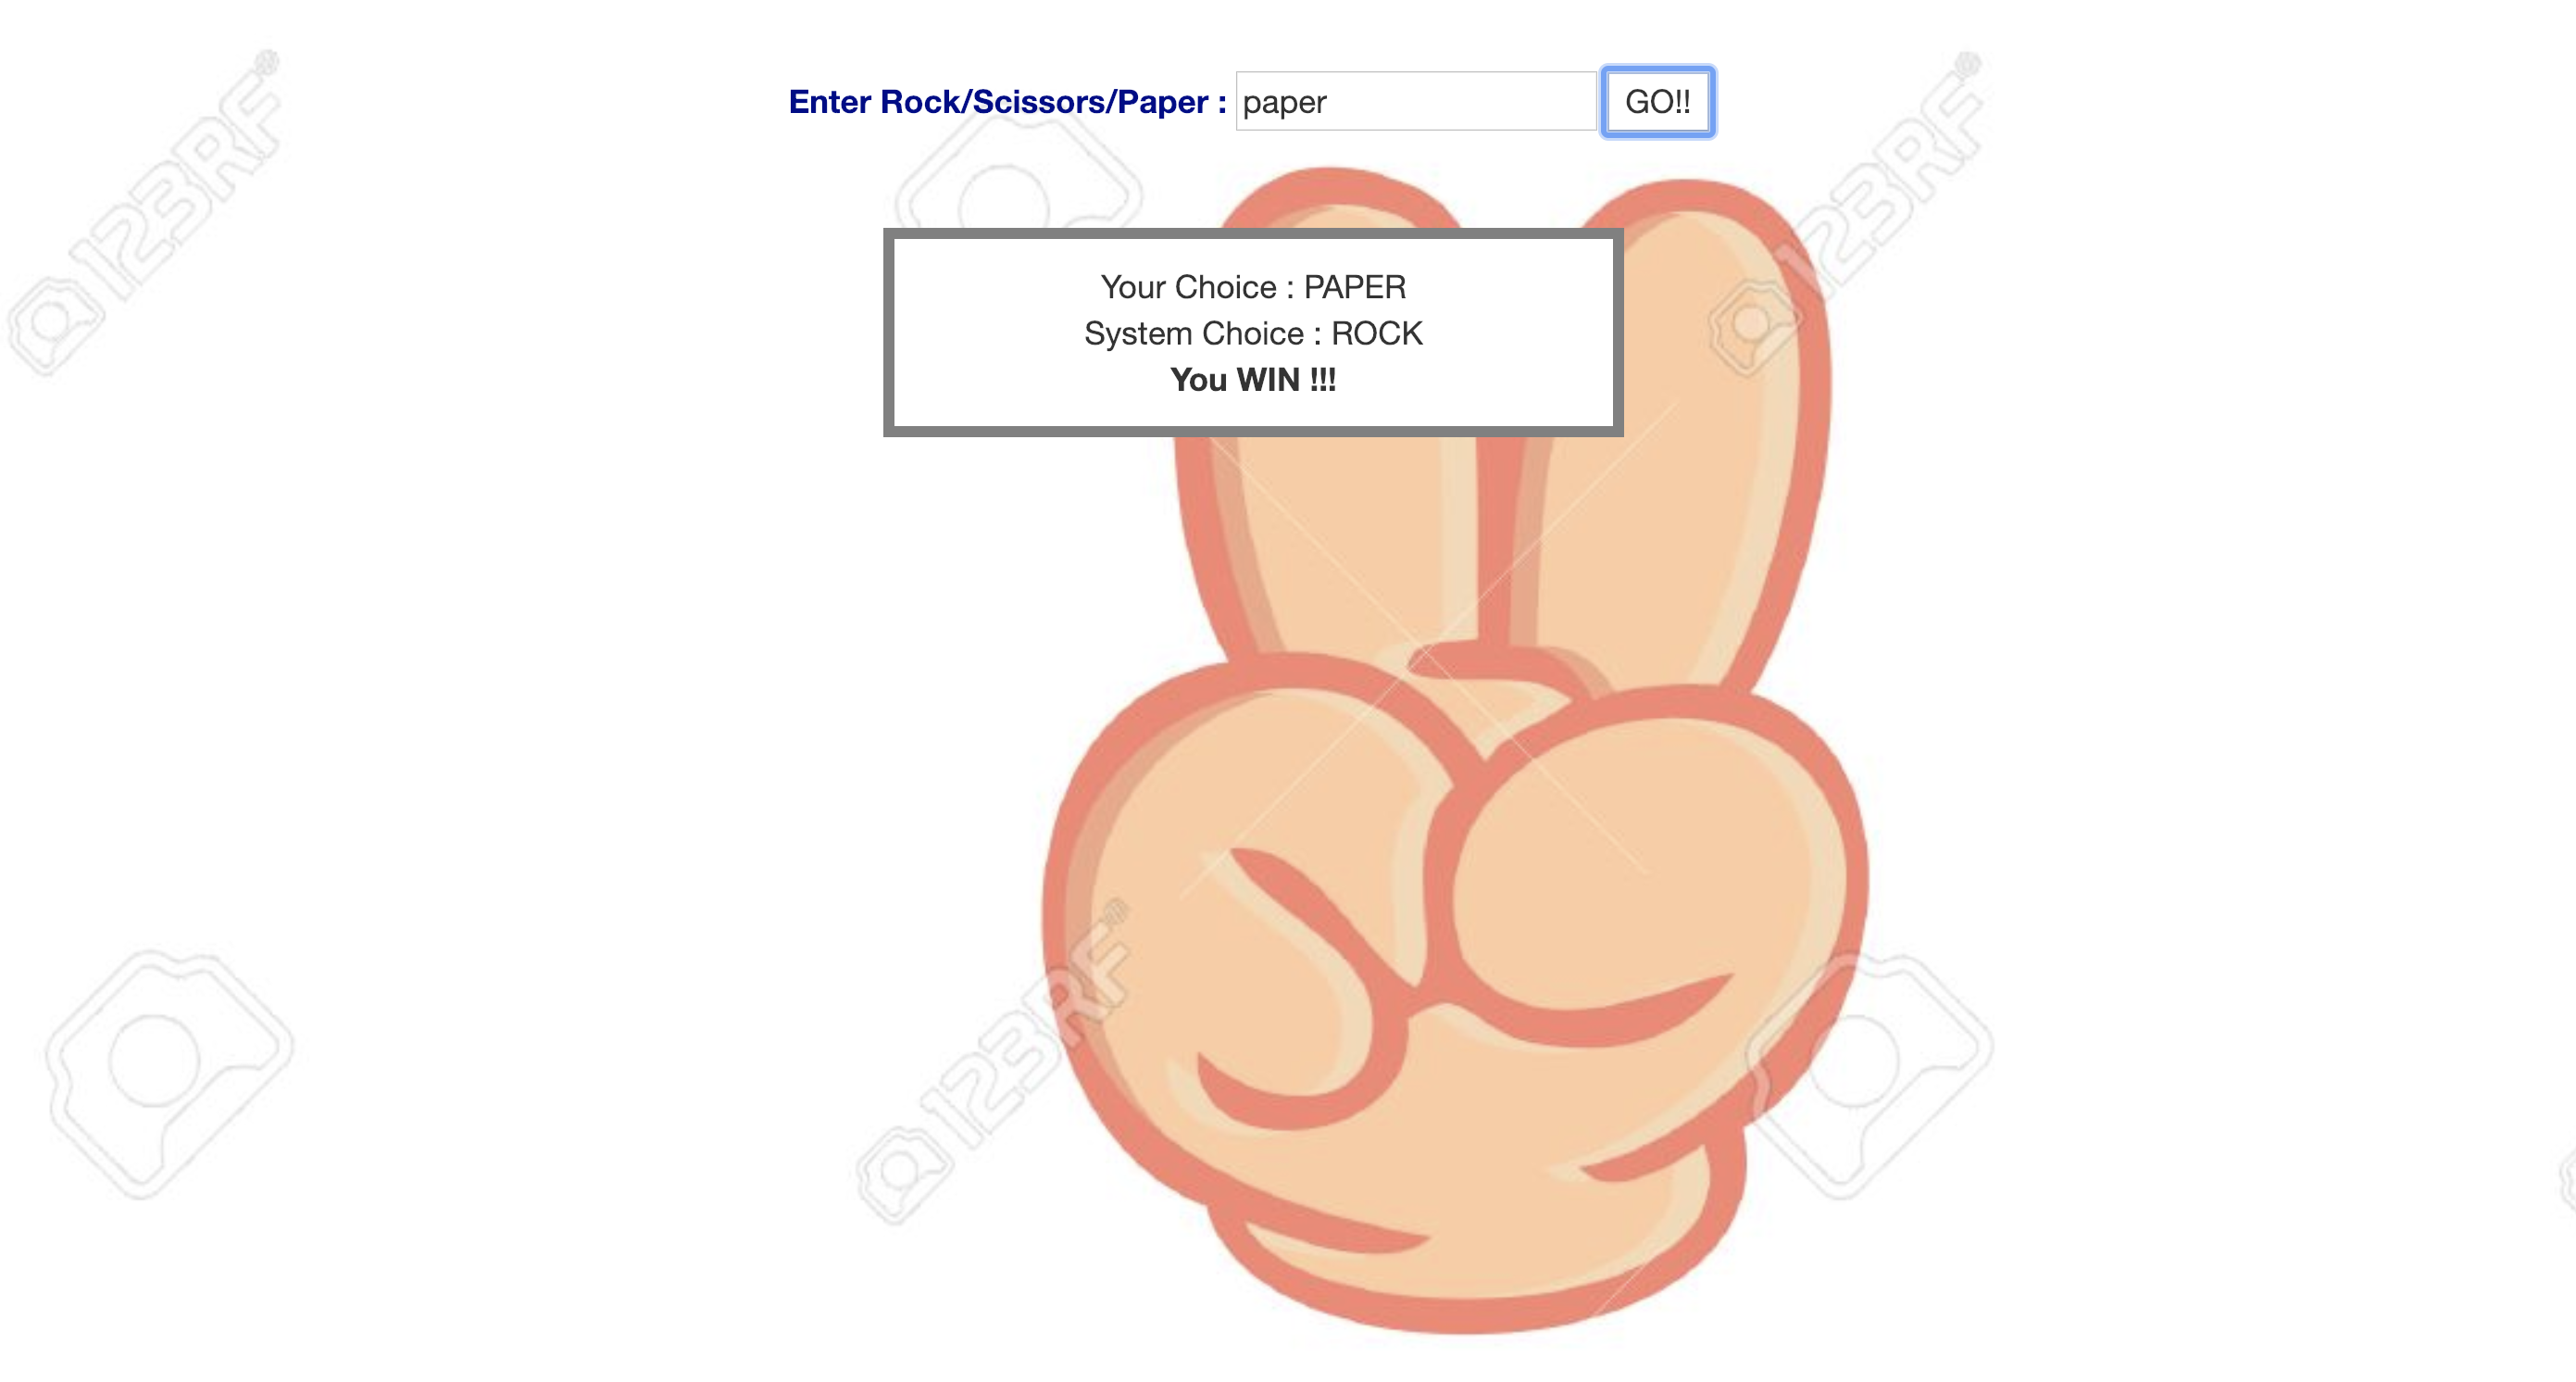 Enter Rock/Scissors/Paper : paper GO!!
123RF®
123RF®
Your Choice : PAPER
System Choice : ROCK
You WIN !!!
123RF®